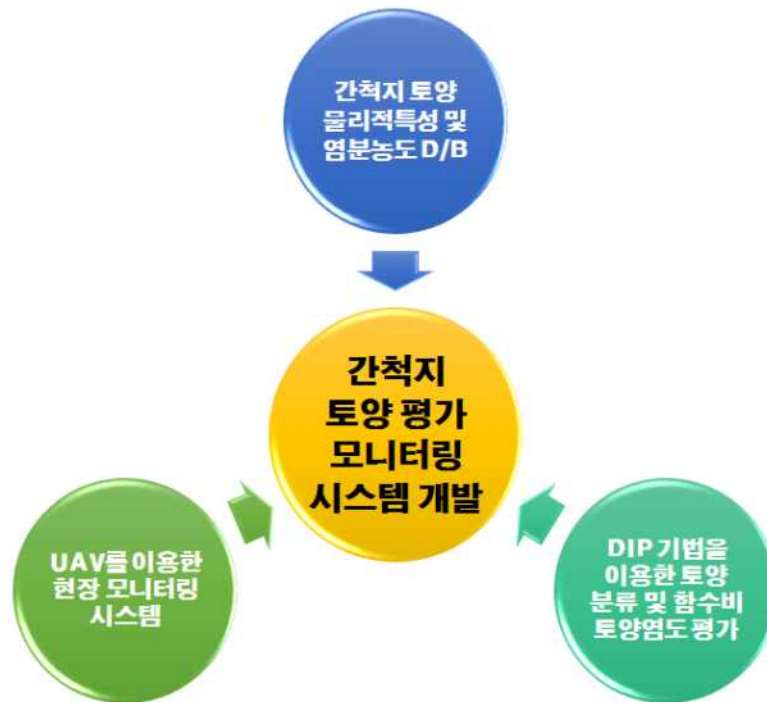 간척지 토양
물리적특성 및
염분농도 D/B
간척지
토양 평가
모니터링
시스템 개발
UAV를 이용한
현장 모니터링
시스템
DIP 기법을
이용한 토양
분류 및 함수비
토양염도 평가